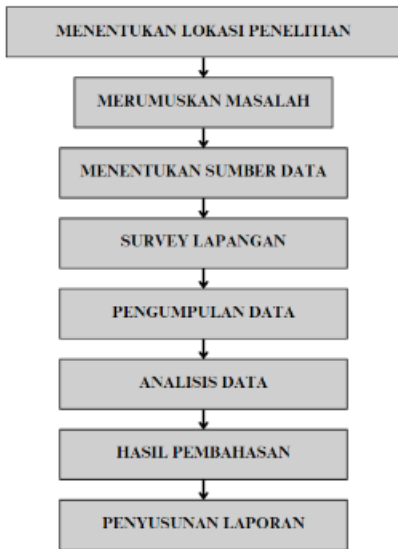 MENENTUKAN LOKASI PENELITIAN
MERUMUSKAN MASALAH
MENENTUKAN SUMBER DATA
SURVEY LAPANGAN
PENGUMPULAN DATA
ANALISIS DATA
HASIL PEMBAHASAN
PENYUSUNAN LAPORAN